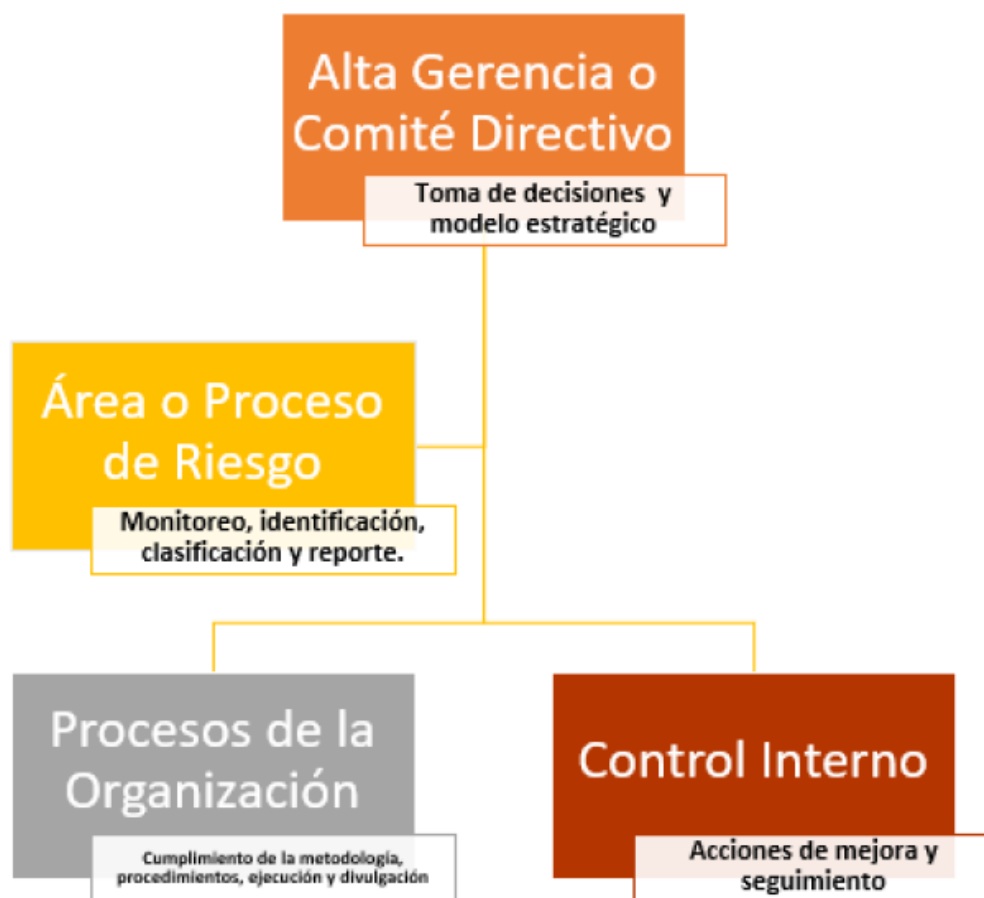 Alta Gerencia o
Comité Directivo
Toma de decisiones y
modelo estratégico
Área o Proceso
de Riesgo
Monitoreo, identificación,
clasificación y reporte.
Procesos de la
Organización
Cumplimiento de la metodología,
procedimientos, ejecución y divulgación
Control Interno
Acciones de mejora y
seguimiento